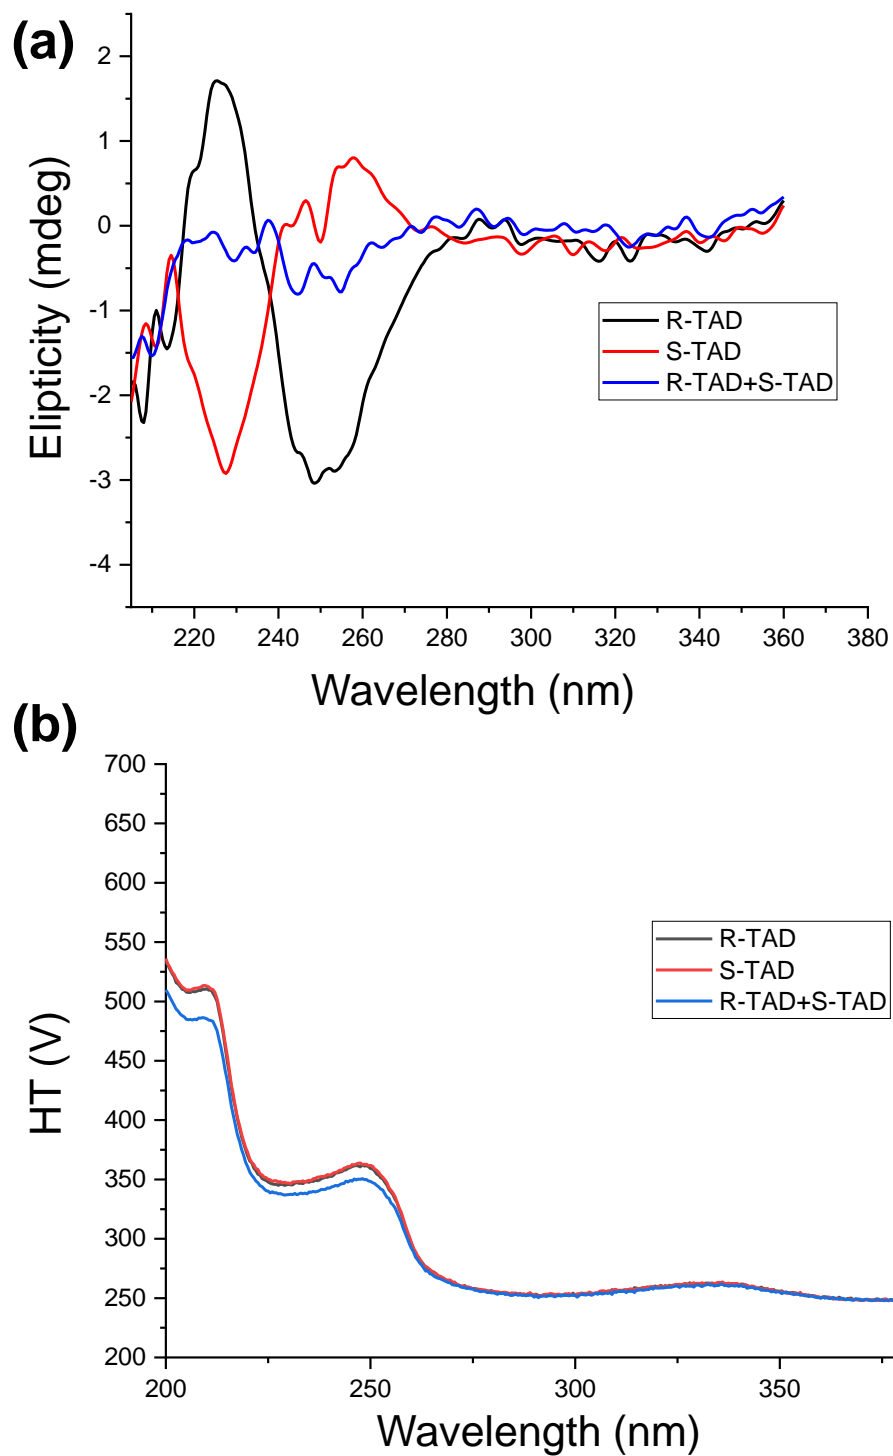 (a)
2
1
0
-1
-2
-3
-4
Elipticity (mdeg)
R-TAD
S-TAD
R-TAD+S-TAD
220 240 260 280 300 320 340 360 380
Wavelength (nm)
(b)
700
650
600
550
500
450
400
350
300
250
200
HT (V)
R-TAD
S-TAD
R-TAD+S-TAD
200 250 300 350
Wavelength (nm)